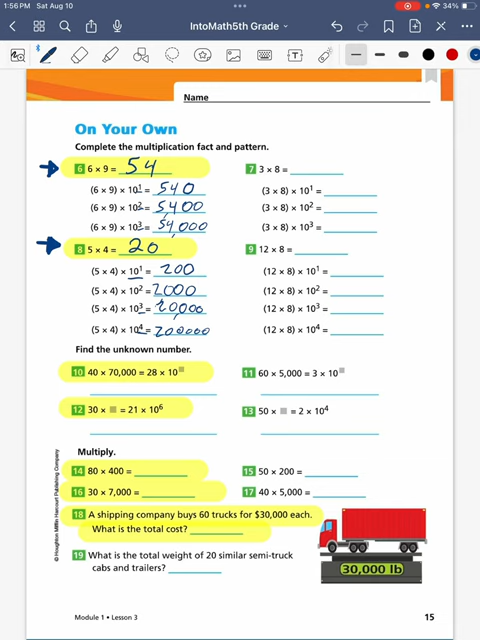 1:56 PM Sat Aug 10
34%
IntoMath5th Grade
Name
On Your Own
Complete the multiplication fact and pattern.
6 6 × 9 = 54
(6 × 9) × 10¹ = 540
(6 × 9) × 10² = 5,400
(6 × 9) × 10³ = 54,000
7 3 × 8 =
(3 × 8) × 10¹ =
(3 × 8) × 10² =
(3 × 8) × 10³ =
8 5 × 4 = 20
(5 × 4) × 10¹ = 200
(5 × 4) × 10² = 2000
(5 × 4) × 10³ = 20,000
(5 × 4) × 10⁴ = 200000
9 12 × 8 =
(12 × 8) × 10¹ =
(12 × 8) × 10² =
(12 × 8) × 10³ =
(12 × 8) × 10⁴ =
Find the unknown number.
10 40 × 70,000 = 28 × 10■
11 60 × 5,000 = 3 × 10■
12 30 × ■ = 21 × 10⁶
13 50 × ■ = 2 × 10⁴
Multiply.
14 80 × 400 =
15 50 × 200 =
16 30 × 7,000 =
17 40 × 5,000 =
18 A shipping company buys 60 trucks for $30,000 each.
What is the total cost?
19 What is the total weight of 20 similar semi-truck
cabs and trailers?
30,000 lb
© Houghton Mifflin Harcourt Publishing Company
Module 1 • Lesson 3
15